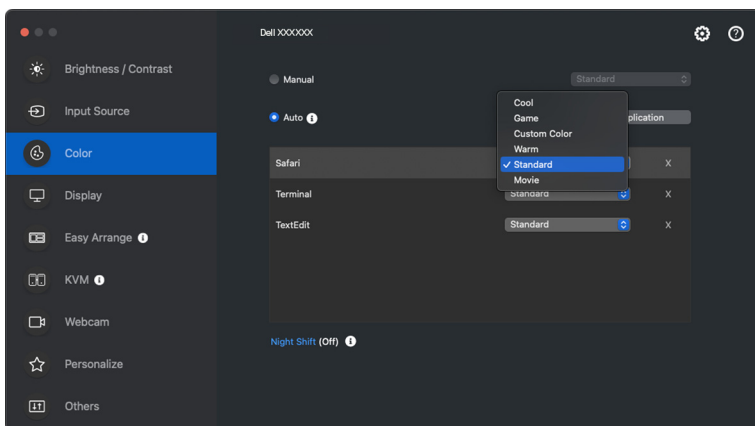 Dell XXXXXX
Brightness / Contrast
Input Source
Color
Display
Easy Arrange
KVM
Webcam
Personalize
Others
Manual
Standard
Auto
plication
Cool
Game
Custom Color
Warm
✓ Standard
Movie
Safari
X
Terminal
Standard
X
TextEdit
Standard
X
Night Shift (Off)